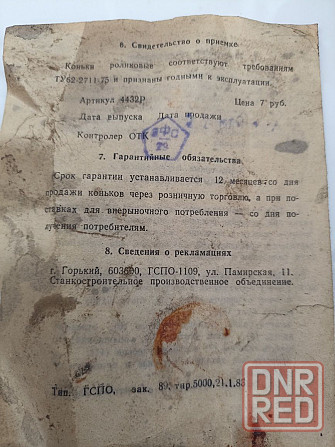 6. Свидетельство о приемке
Коньки роликовые соответствуют требованиям
ТУ62-2711-75 и признаны годными к эксплуатации.
Артикул 4432Р Цена 7 руб.
Дата выпуска Дата продажи
Контролер ОТК
7. Гарантийные обязательства
Срок гарантии устанавливается 12 месяцев со дня
продажи коньков через розничную торговлю, а при по-
ставках для внерыночного потребления — со дня по-
лучения потребителем.
8. Сведения о рекламациях
г. Горький, 603600, ГСПО-1109, ул. Памирская, 11.
Станкостроительное производственное объединение.
Тип. ГСПО, зак. 89, тир.5000, 21.1.83
DNR
RED